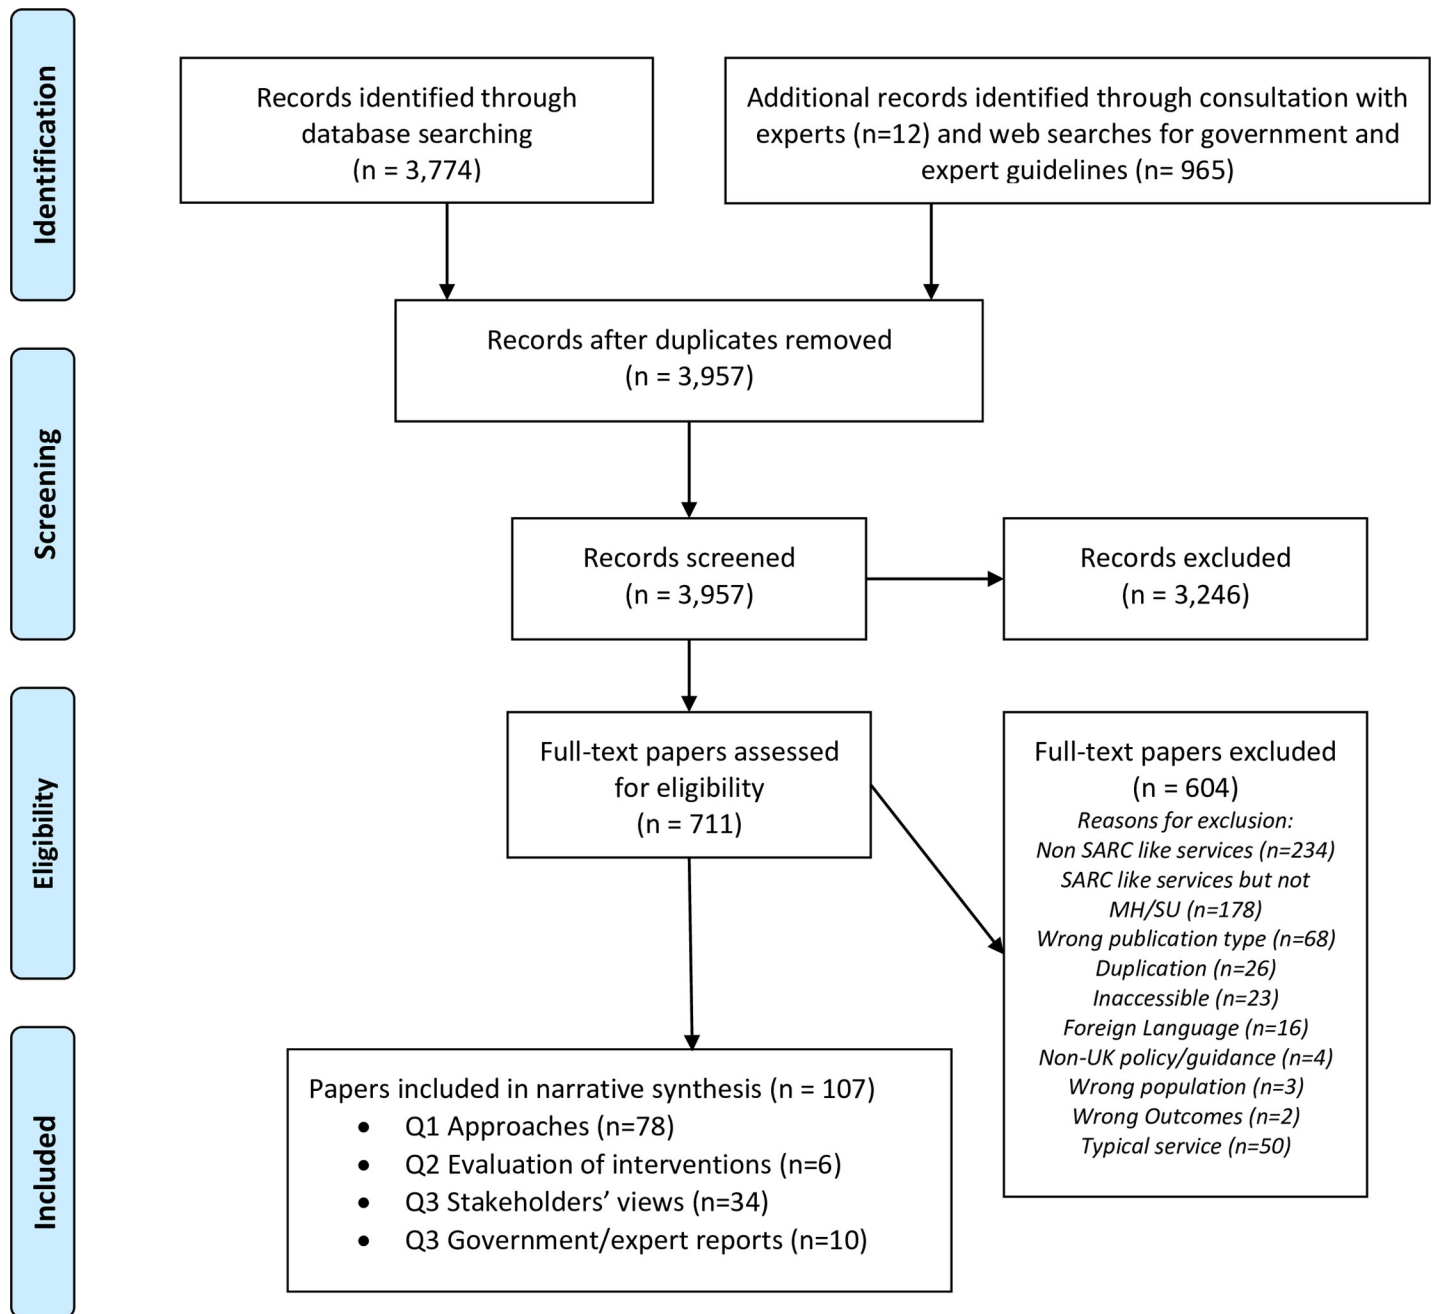 Identification
Records identified through
database searching
(n = 3,774)
Additional records identified through consultation with
experts (n=12) and web searches for government and
expert guidelines (n= 965)
Records after duplicates removed
(n = 3,957)
Screening
Records screened
(n = 3,957)
Records excluded
(n = 3,246)
Eligibility
Full-text papers assessed
for eligibility
(n = 711)
Full-text papers excluded
(n = 604)
Reasons for exclusion:
Non SARC like services (n=234)
SARC like services but not
MH/SU (n=178)
Wrong publication type (n=68)
Duplication (n=26)
Inaccessible (n=23)
Foreign Language (n=16)
Non-UK policy/guidance (n=4)
Wrong population (n=3)
Wrong Outcomes (n=2)
Typical service (n=50)
Included
Papers included in narrative synthesis (n = 107)
• Q1 Approaches (n=78)
• Q2 Evaluation of interventions (n=6)
• Q3 Stakeholders’ views (n=34)
• Q3 Government/expert reports (n=10)